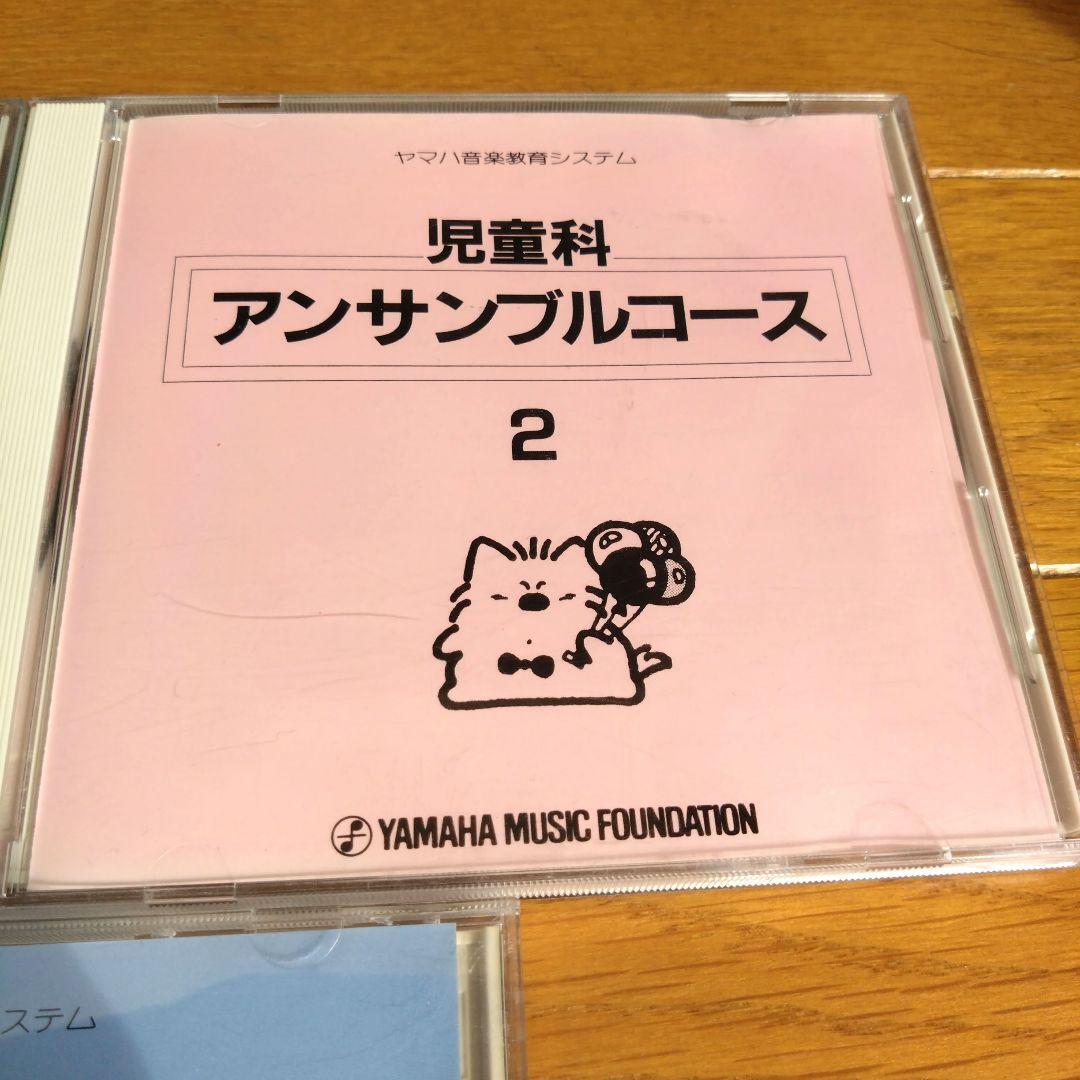 ヤマハ音楽教育システム
児童科
アンサンブルコース
2
YAMAHA MUSIC FOUNDATION
ステム